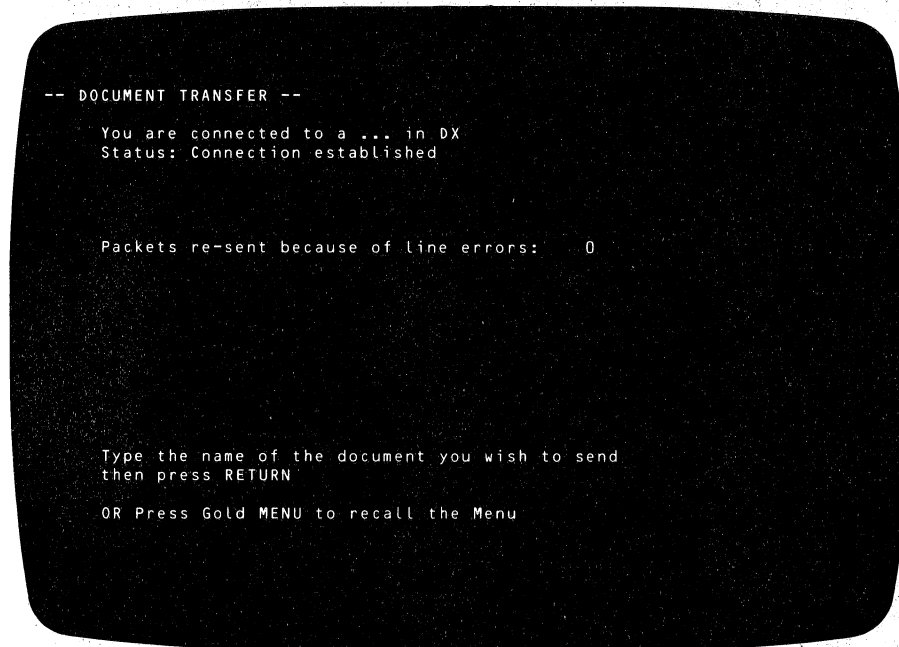 -- DOCUMENT TRANSFER --
You are connected to a ... in DX
Status: Connection established
Packets re-sent because of line errors: 0
Type the name of the document you wish to send
then press RETURN
OR Press Gold MENU to recall the Menu